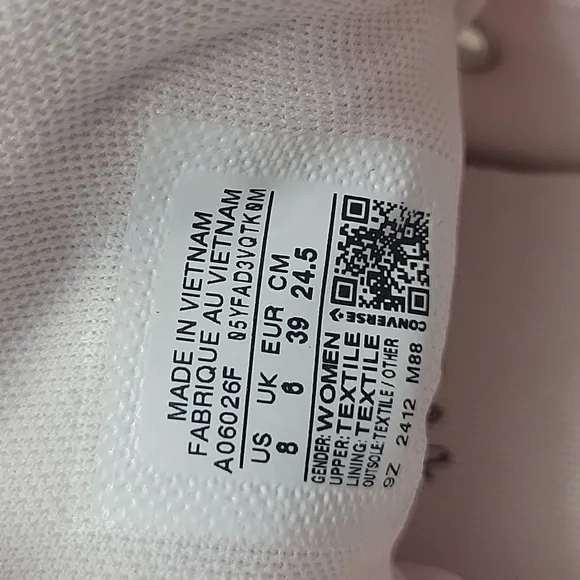 MADE IN VIETNAM
FABRIQUE AU VIETNAM
A06026F 05YFAD3VQTK0M
US UK EUR CM
8 6 39 24.5
GENDER: WOMEN
UPPER: TEXTILE
LINING: TEXTILE
OUTSOLE: TEXTILE / OTHER
9Z 2412 M88
CONVERSE